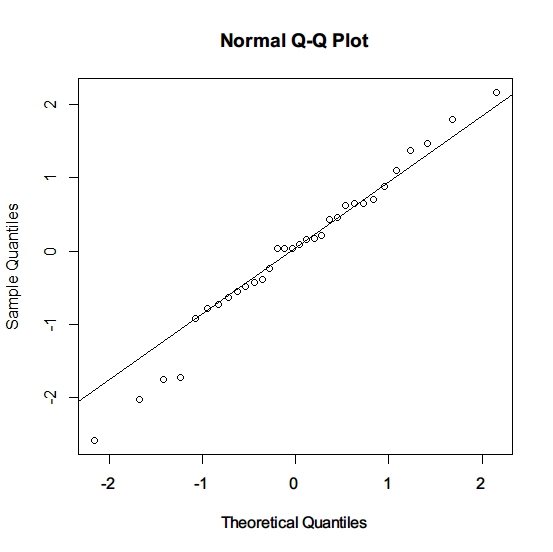 Normal Q-Q Plot
Sample Quantiles
2
1
0
-1
-2
-2 -1 0 1 2
Theoretical Quantiles